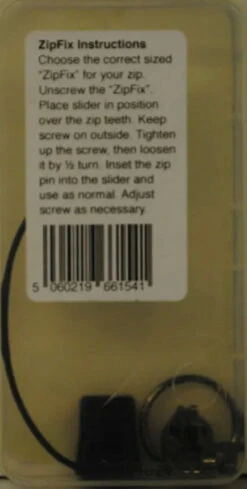 ZipFix Instructions
Choose the correct sized
"ZipFix" for your zip.
Unscrew the "ZipFix".
Place slider in position
over the zip teeth. Keep
screw on outside. Tighten
up the screw, then loosen
it by ½ turn. Inset the zip
pin into the slider and
use as normal. Adjust
screw as necessary.
5 060219 661541